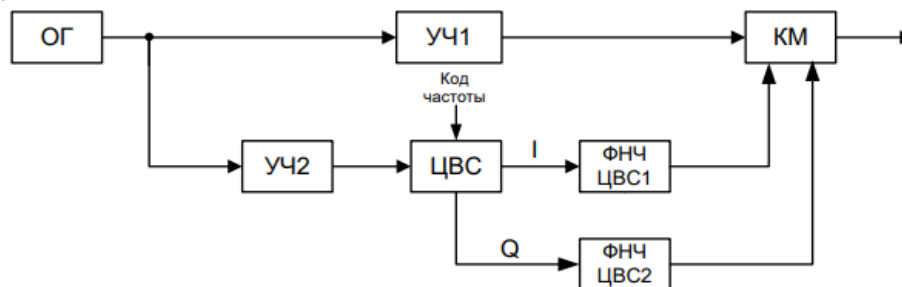 ОГ
УЧ1
КМ
Код
частоты
УЧ2
ЦВС
I
ФНЧ
ЦВС1
Q
ФНЧ
ЦВС2